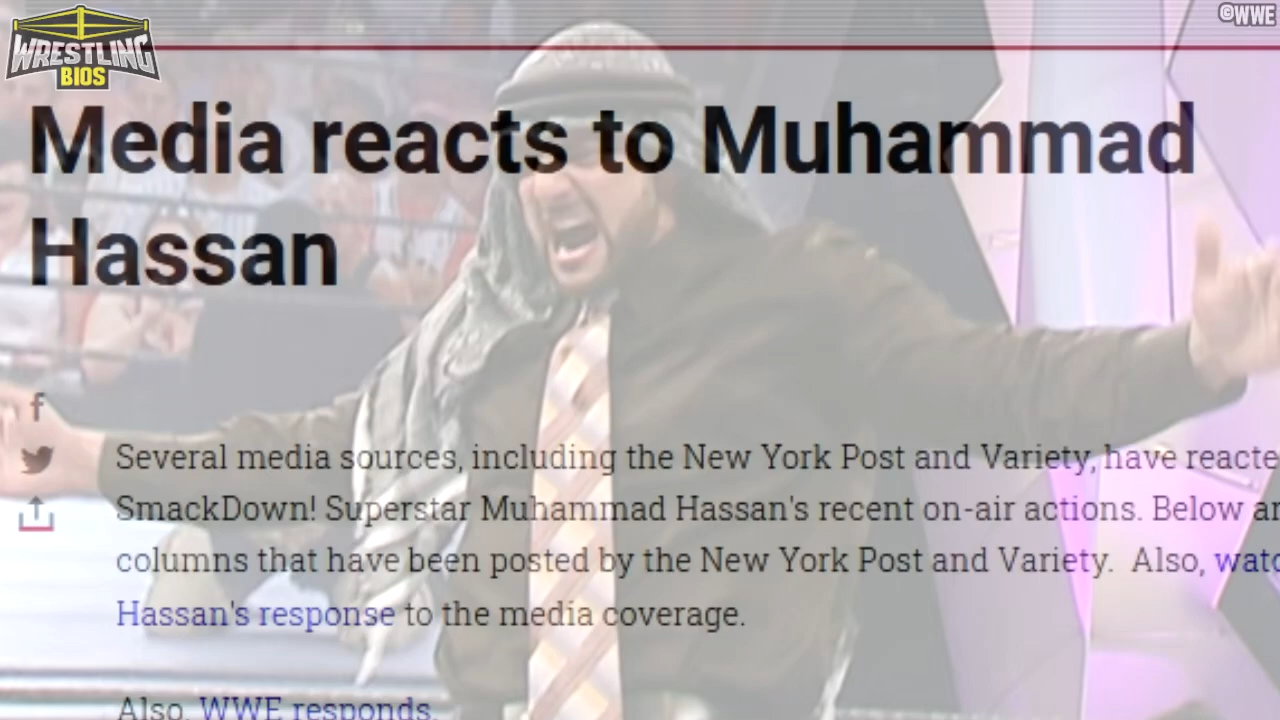 ©WWE
WRESTLING
BIOS
Media reacts to Muhammad
Hassan
Several media sources, including the New York Post and Variety, have reacte
SmackDown! Superstar Muhammad Hassan's recent on-air actions. Below ar
columns that have been posted by the New York Post and Variety. Also, watc
Hassan's response to the media coverage.
Also, WWE responds.